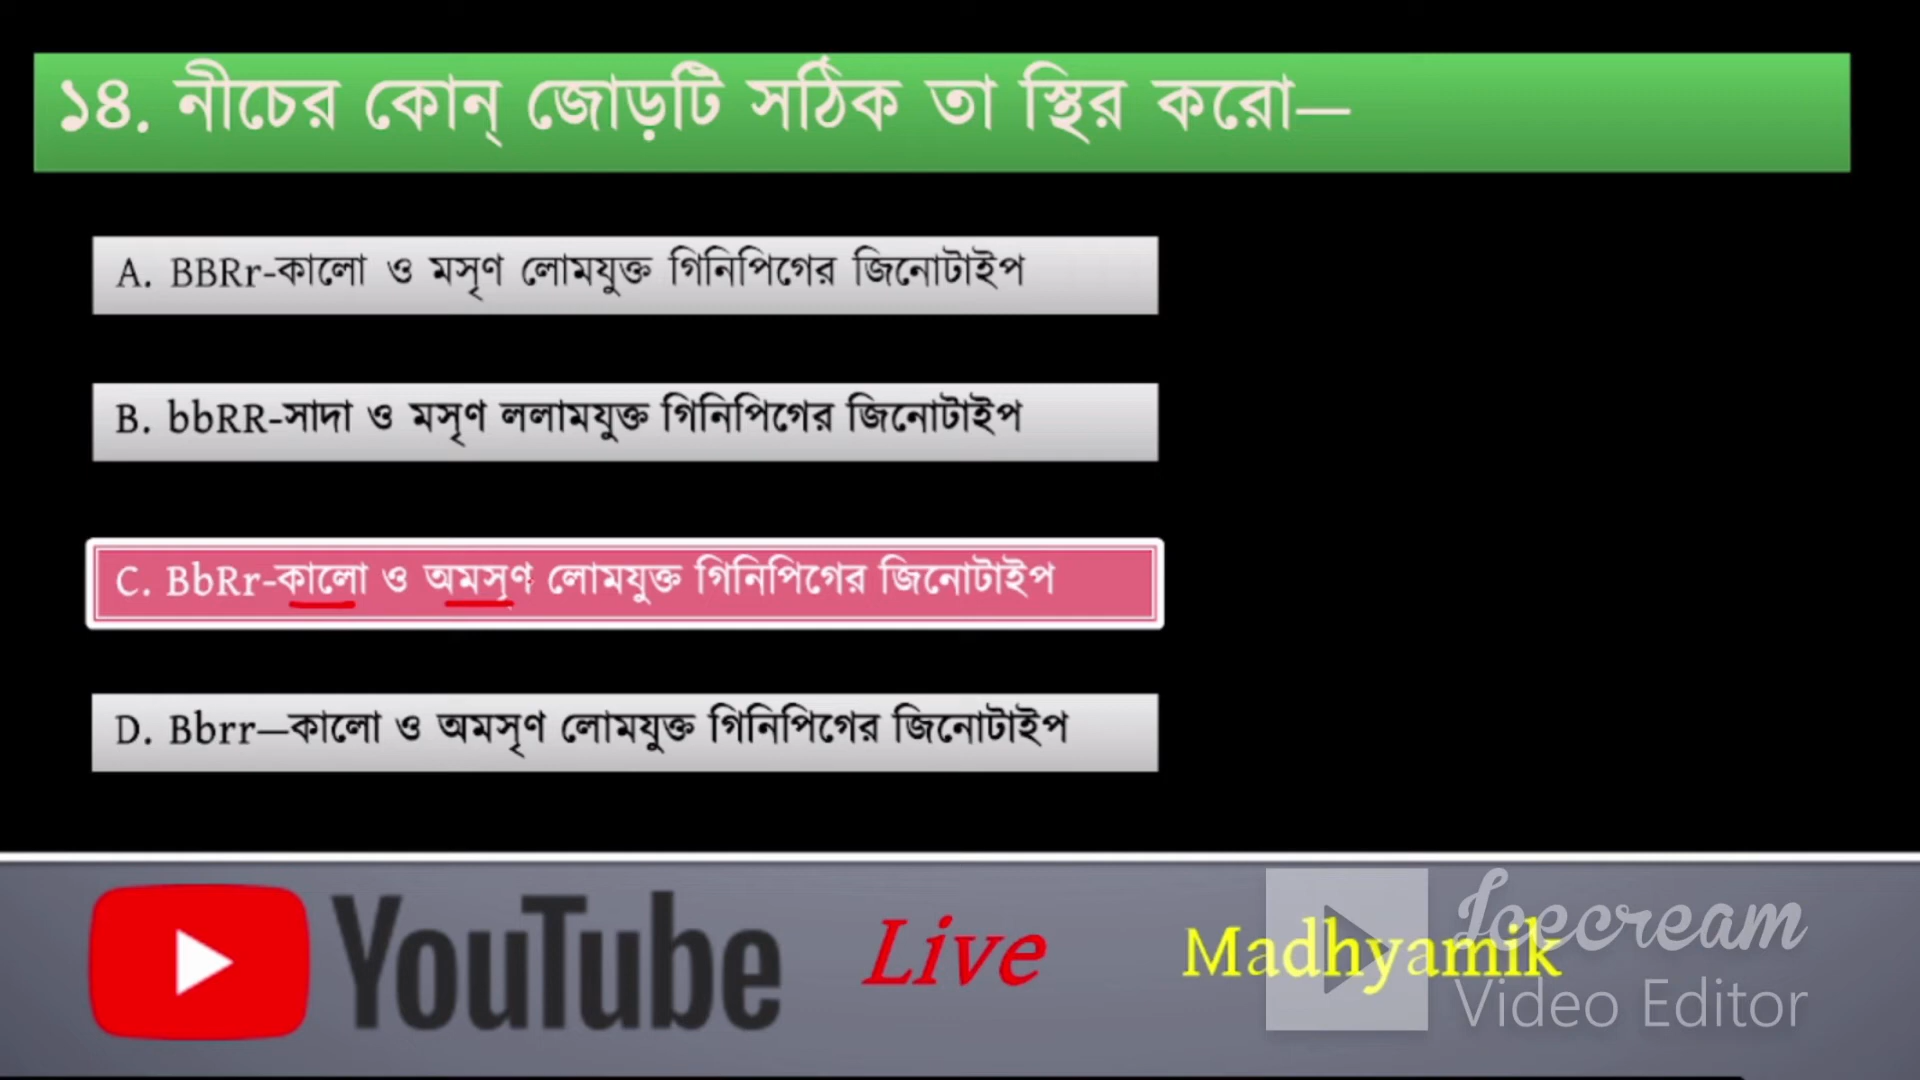 ১৪. নীচের কোন্ জোড়টি সঠিক তা স্থির করো—
A. BBRr-কালো ও মসৃণ লোমযুক্ত গিনিপিগের জিনোটাইপ
B. bbRR-সাদা ও মসৃণ ললামযুক্ত গিনিপিগের জিনোটাইপ
C. BbRr-কালো ও অমসৃণ লোমযুক্ত গিনিপিগের জিনোটাইপ
D. Bbrr—কালো ও অমসৃণ লোমযুক্ত গিনিপিগের জিনোটাইপ
YouTube Live Madhyamik
Icecream
Video Editor